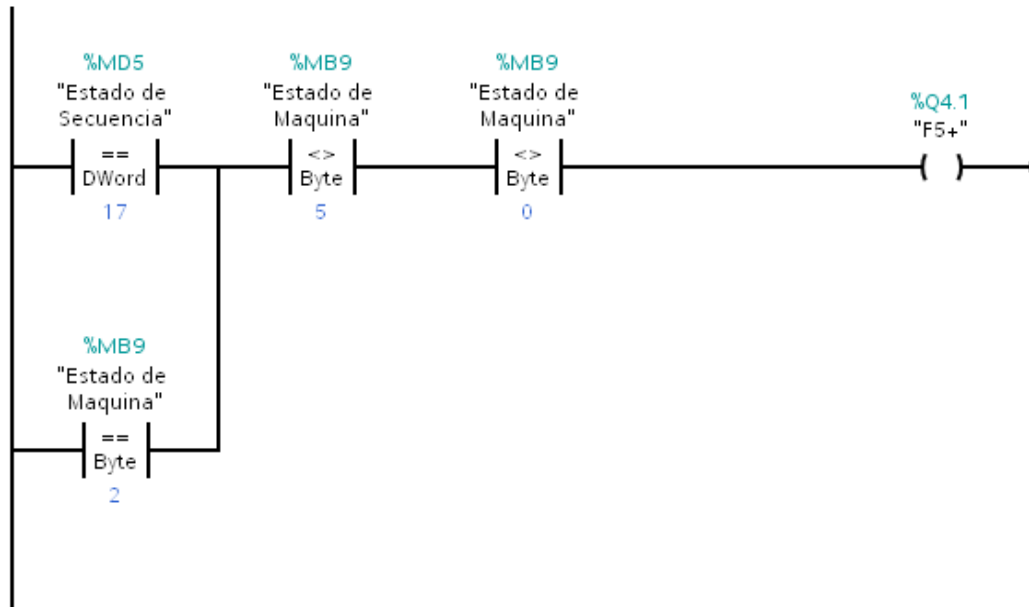 %MD5
"Estado de
Secuencia"
==
DWord
17
%MB9
"Estado de
Maquina"
<>
Byte
5
%MB9
"Estado de
Maquina"
<>
Byte
0
%Q4.1
"F5+"
%MB9
"Estado de
Maquina"
==
Byte
2